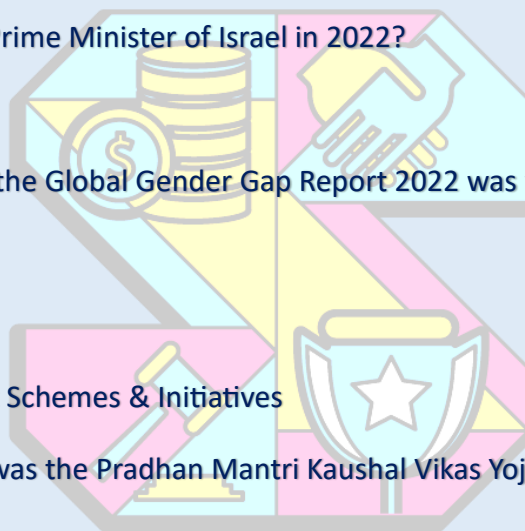 rime Minister of Israel in 2022?
$
the Global Gender Gap Report 2022 was
Schemes & Initiatives
was the Pradhan Mantri Kaushal Vikas Yoj